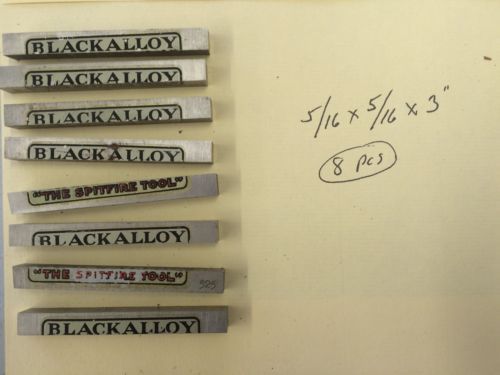 BLACKALLOY
BLACKALLOY
BLACKALLOY
BLACKALLOY
"THE SPITFIRE TOOL"
BLACKALLOY
"THE SPITFIRE TOOL"
525
BLACKALLOY
5/16 x 5/16 x 3"
8 pcs